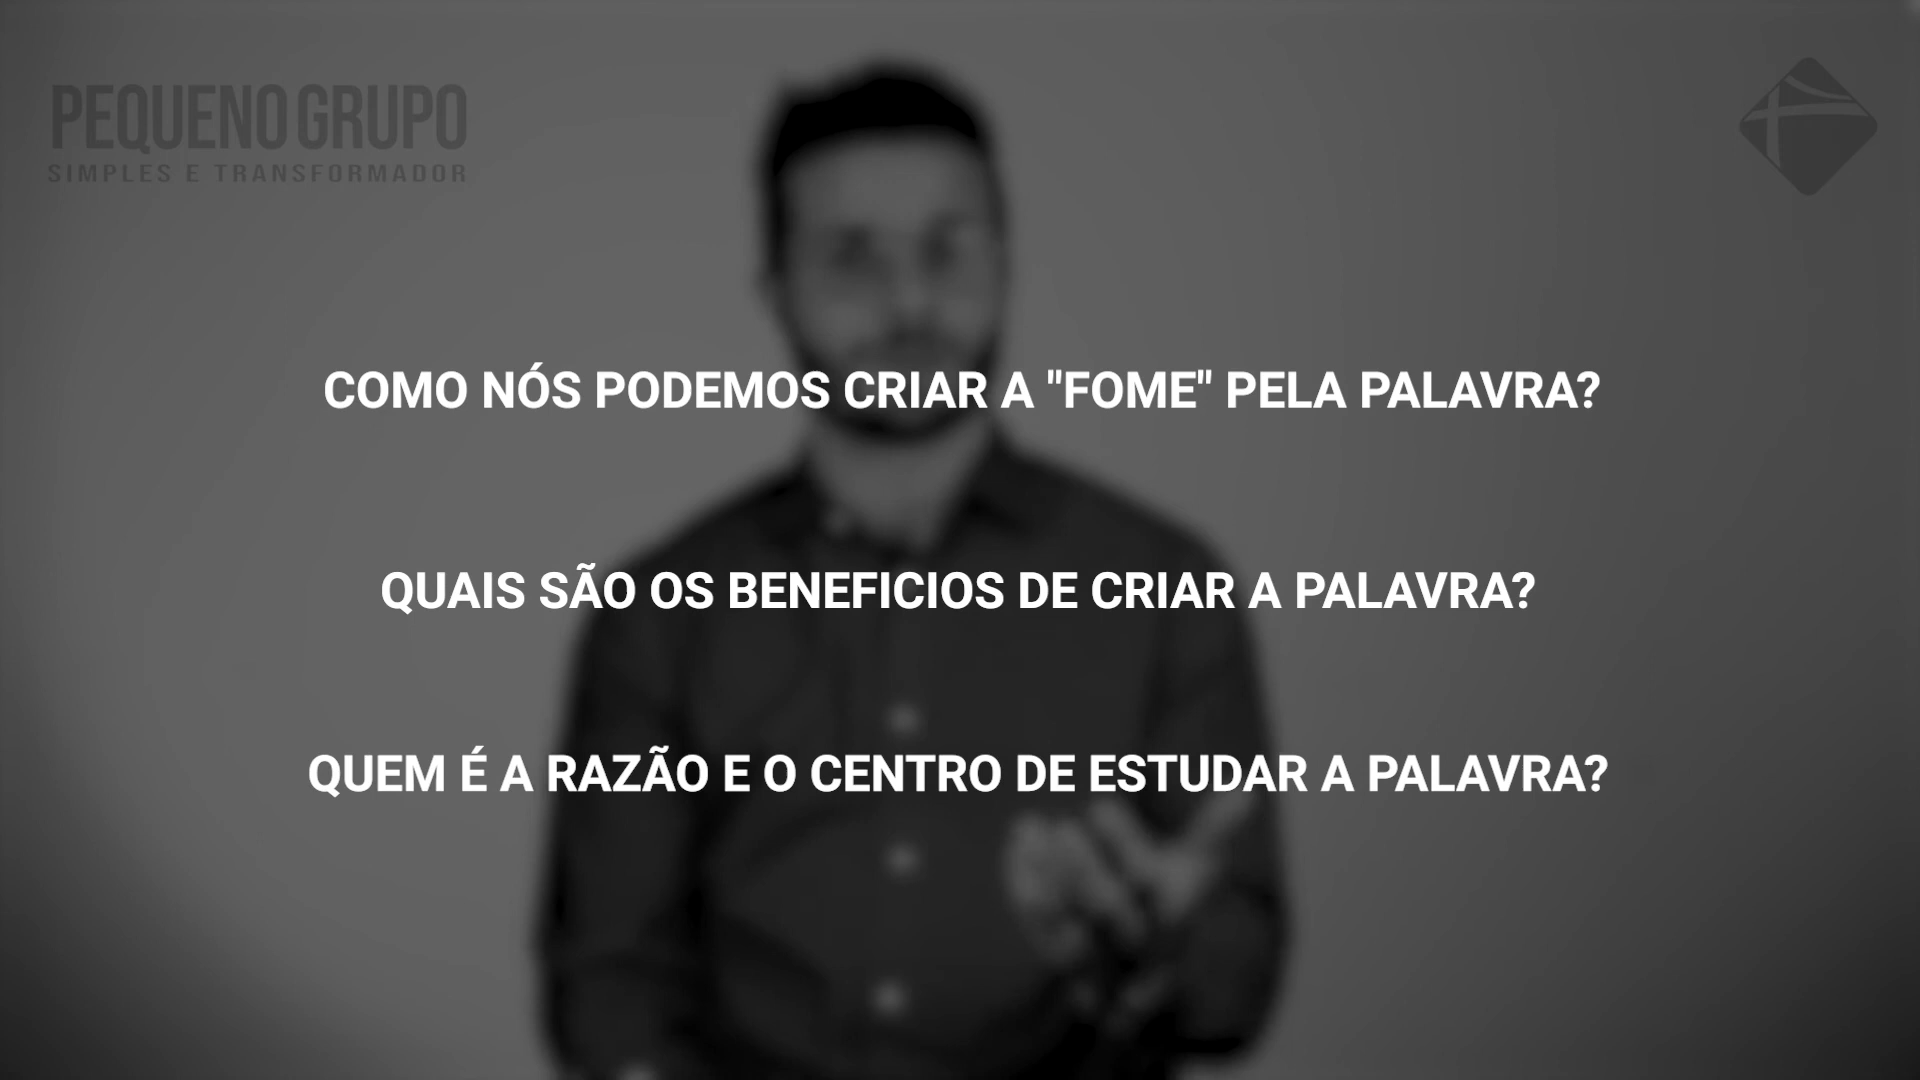 PEQUENO GRUPO
SIMPLES E TRANSFORMADOR
COMO NÓS PODEMOS CRIAR A "FOME" PELA PALAVRA?
QUAIS SÃO OS BENEFICIOS DE CRIAR A PALAVRA?
QUEM É A RAZÃO E O CENTRO DE ESTUDAR A PALAVRA?